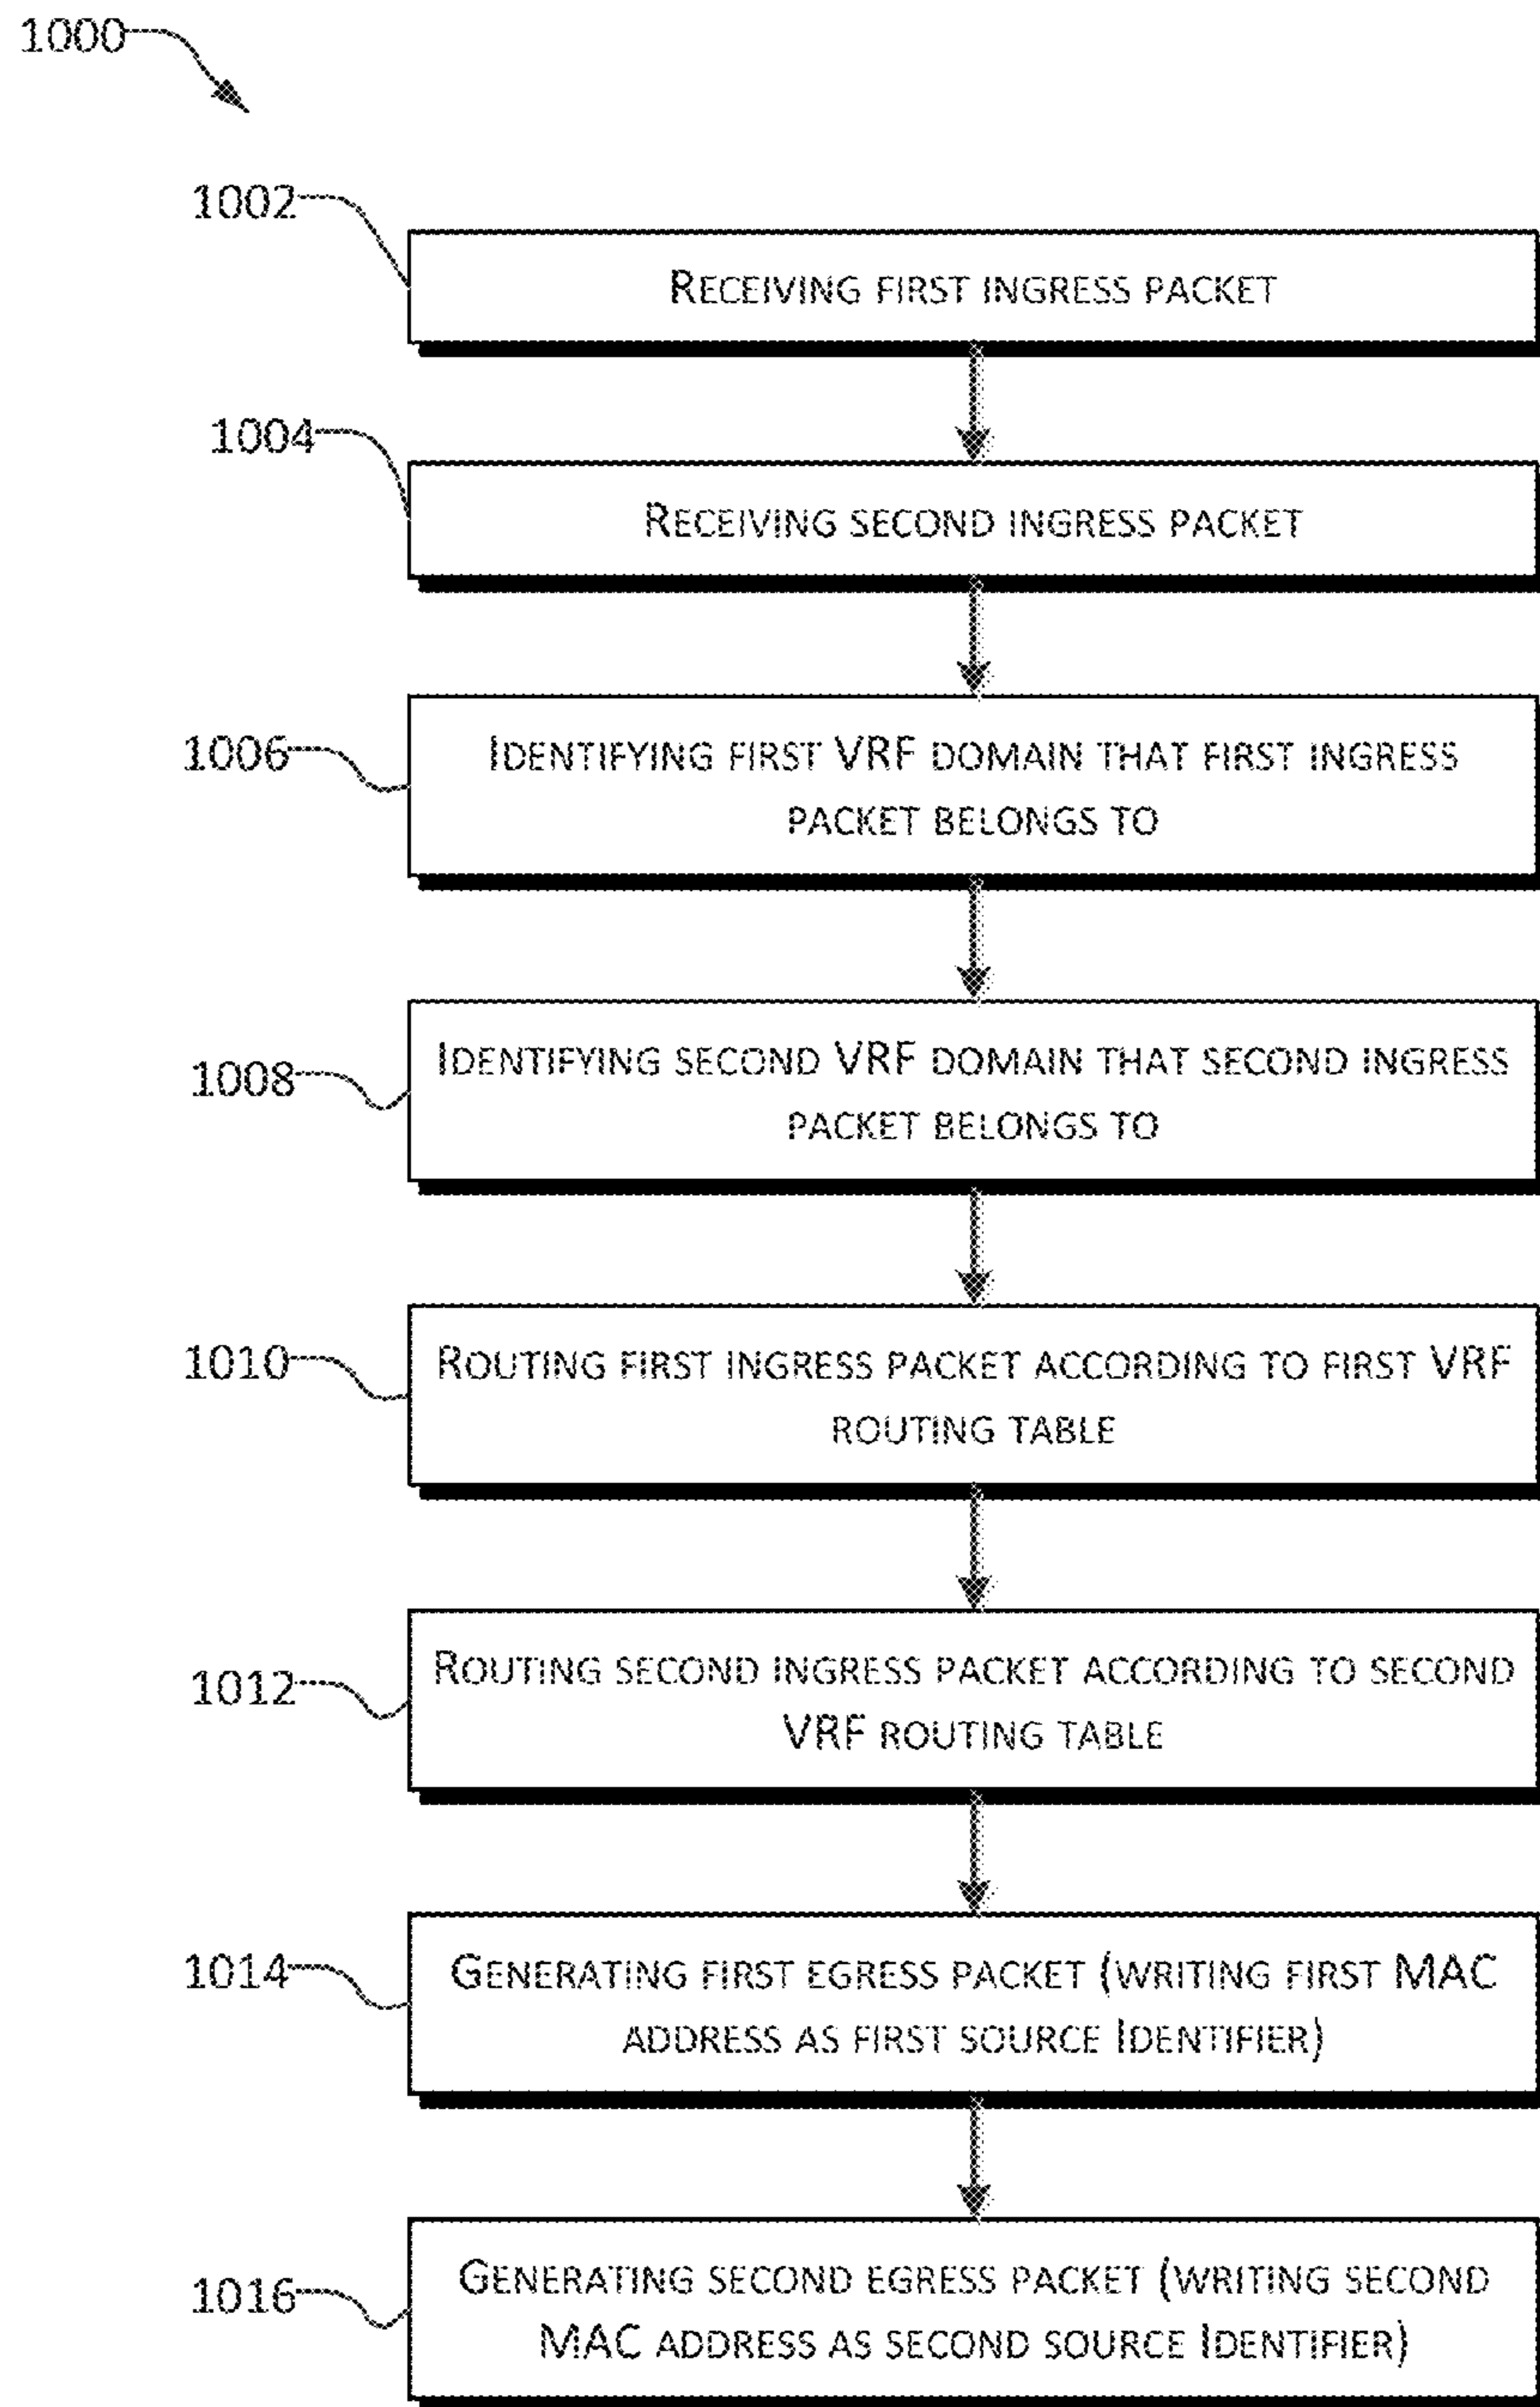 1000
1002
RECEIVING FIRST INGRESS PACKET
1004
RECEIVING SECOND INGRESS PACKET
1006
IDENTIFYING FIRST VRF DOMAIN THAT FIRST INGRESS
PACKET BELONGS TO
1008
IDENTIFYING SECOND VRF DOMAIN THAT SECOND INGRESS
PACKET BELONGS TO
1010
ROUTING FIRST INGRESS PACKET ACCORDING TO FIRST VRF
ROUTING TABLE
1012
ROUTING SECOND INGRESS PACKET ACCORDING TO SECOND
VRF ROUTING TABLE
1014
GENERATING FIRST EGRESS PACKET (WRITING FIRST MAC
ADDRESS AS FIRST SOURCE IDENTIFIER)
1016
GENERATING SECOND EGRESS PACKET (WRITING SECOND
MAC ADDRESS AS SECOND SOURCE IDENTIFIER)